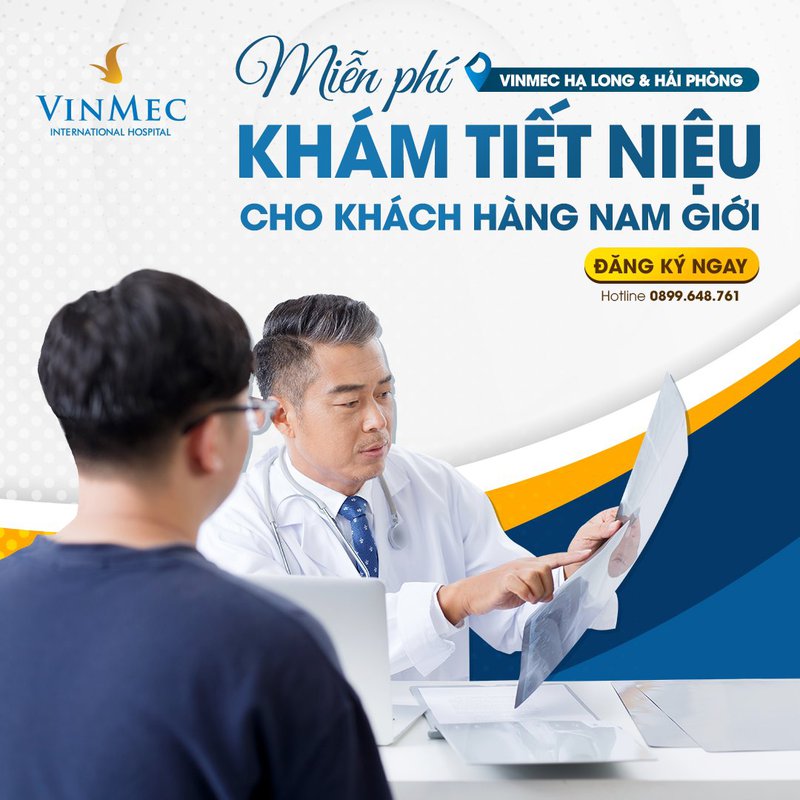 VINMEC
INTERNATIONAL HOSPITAL
Miễn phí
VINMEC HẠ LONG & HẢI PHÒNG
KHÁM TIẾT NIỆU
CHO KHÁCH HÀNG NAM GIỚI
ĐĂNG KÝ NGAY
Hotline 0899.648.761